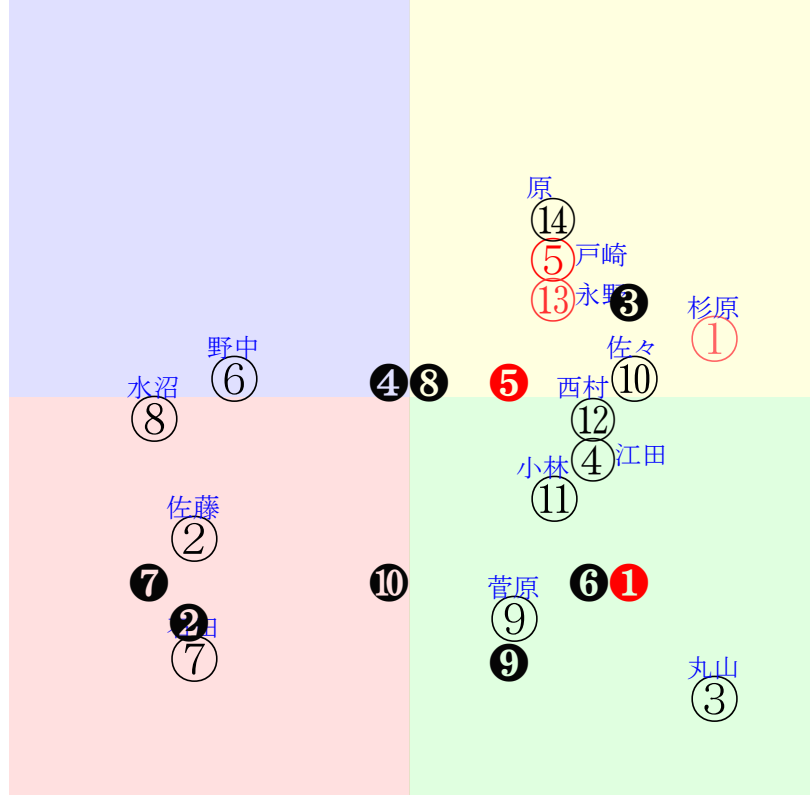 原
⑭
⑤戸崎
⑬永野
❸
杉原
①
野中
⑥
佐々
⑩
❹❽
❺
水沼
⑧
西村
⑫
④江田
小林
⑪
佐藤
②
❼
❿
❻❶
菅原
⑨
❷
⑦
❾
丸山
③